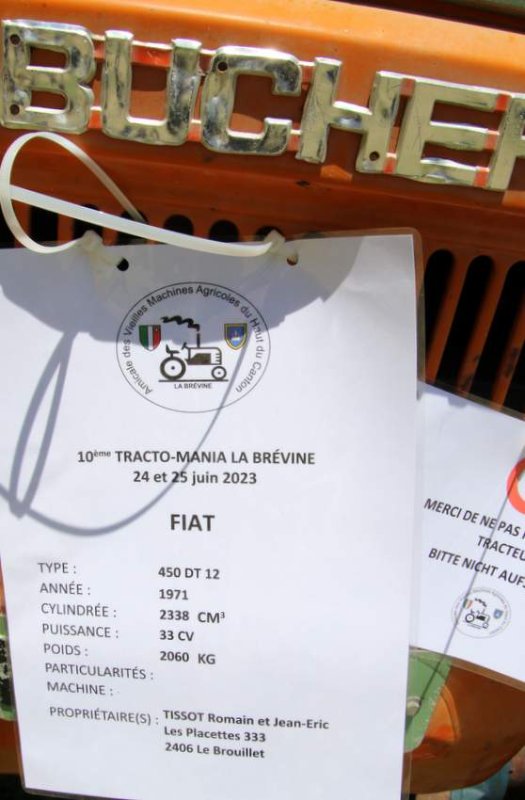 BUCHER
Amicale des Vieilles Machines Agricoles du Haut du Canton
LA BRÉVINE
10ème TRACTO-MANIA LA BRÉVINE
24 et 25 juin 2023
FIAT
TYPE : 450 DT 12
ANNÉE : 1971
CYLINDRÉE : 2338 CM³
PUISSANCE : 33 CV
POIDS : 2060 KG
PARTICULARITÉS :
MACHINE :
PROPRIÉTAIRE(S) : TISSOT Romain et Jean-Eric
Les Placettes 333
2406 Le Brouillet
MERCI DE NE PAS
TRACTEU
BITTE NICHT AUF